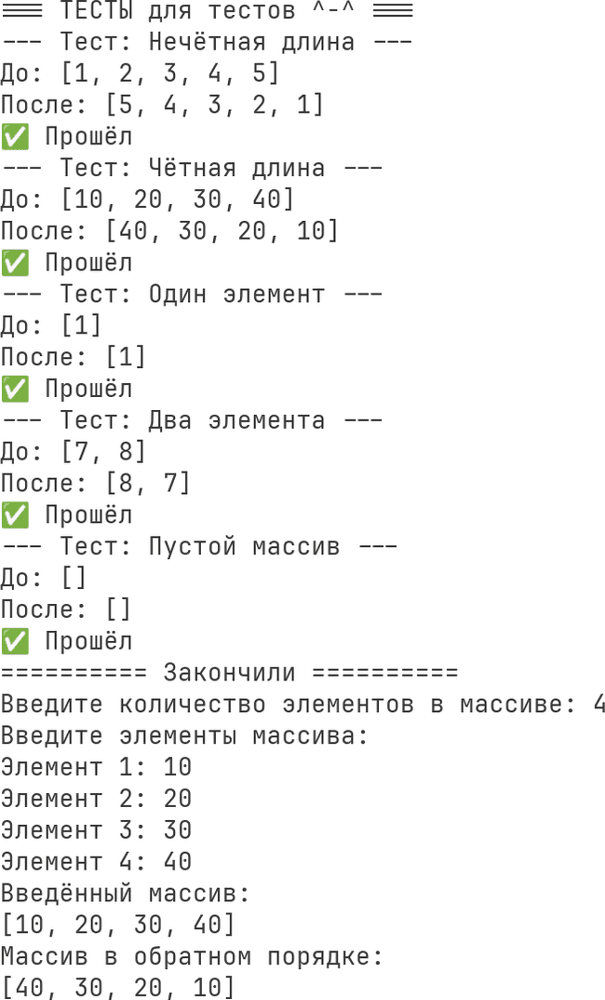 === ТЕСТЫ для тестов ^-^ ===
--- Тест: Нечётная длина ---
До: [1, 2, 3, 4, 5]
После: [5, 4, 3, 2, 1]
✅ Прошёл
--- Тест: Чётная длина ---
До: [10, 20, 30, 40]
После: [40, 30, 20, 10]
✅ Прошёл
--- Тест: Один элемент ---
До: [1]
После: [1]
✅ Прошёл
--- Тест: Два элемента ---
До: [7, 8]
После: [8, 7]
✅ Прошёл
--- Тест: Пустой массив ---
До: []
После: []
✅ Прошёл
========== Закончили ==========
Введите количество элементов в массиве: 4
Введите элементы массива:
Элемент 1: 10
Элемент 2: 20
Элемент 3: 30
Элемент 4: 40
Введённый массив:
[10, 20, 30, 40]
Массив в обратном порядке:
[40, 30, 20, 10]